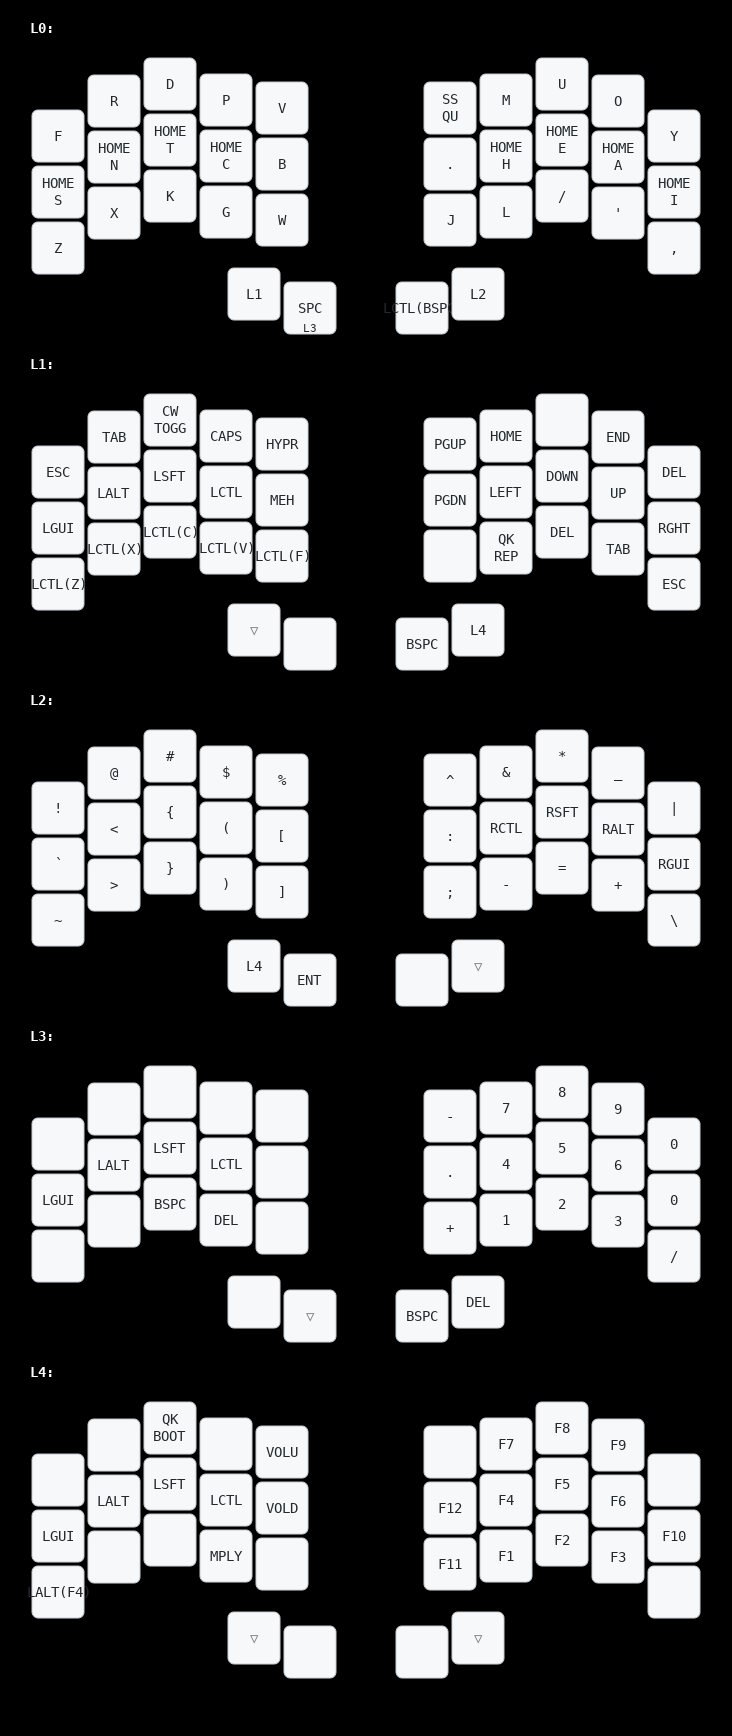 L0:
F R D P V SS QU M U O Y
HOME S HOME N HOME T HOME C B . HOME H HOME E HOME A HOME I
Z X K G W J L / ' ,
L1 SPC L3 LCTL(BSPC L2
L1:
ESC TAB CW TOGG CAPS HYPR PGUP HOME END DEL
LGUI LALT LSFT LCTL MEH PGDN LEFT DOWN UP RGHT
LCTL(Z) LCTL(X) LCTL(C) LCTL(V) LCTL(F) QK REP DEL TAB ESC
▽ BSPC L4
L2:
! @ # $ % ^ & * _ |
` < { ( [ : RCTL RSFT RALT RGUI
~ > } ) ] ; - = + \
L4 ENT ▽
L3:
- 7 8 9 0
LGUI LALT LSFT LCTL . 4 5 6 0
BSPC DEL + 1 2 3 /
▽ BSPC DEL
L4:
QK BOOT VOLU F7 F8 F9
LGUI LALT LSFT LCTL VOLD F12 F4 F5 F6 F10
LALT(F4) MPLY F11 F1 F2 F3
▽ ▽